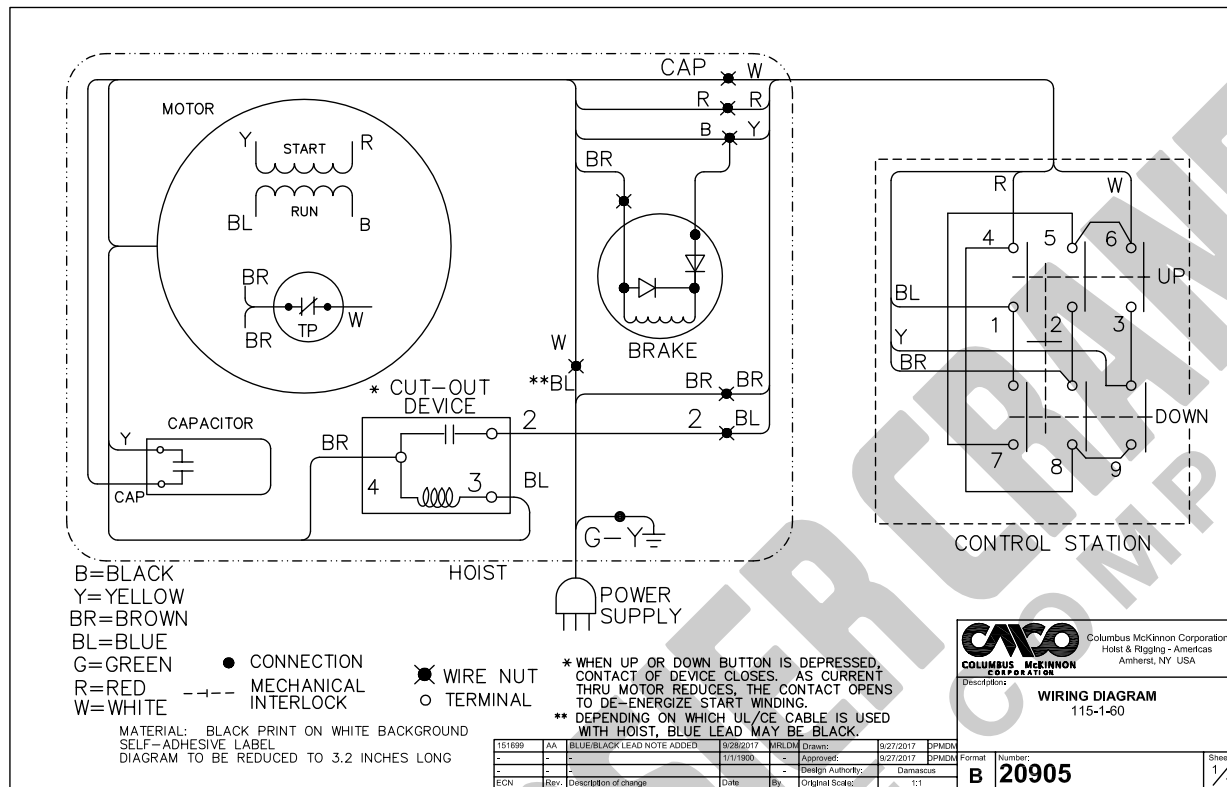 CAP W
MOTOR
R R
Y START R
B Y
BR
RUN
BL B
R W
4 5 6
UP
BR
TP W
BR
BL
1 2 3
Y
BR
BRAKE
W
**BL
BR BR
* CUT-OUT
DEVICE
2
2 BL
DOWN
CAPACITOR
Y
BR
4 3 BL
CAP
7 8 9
G-Y
CONTROL STATION
HOIST
POWER
SUPPLY
B=BLACK
Y=YELLOW
BR=BROWN
BL=BLUE
G=GREEN
R=RED
W=WHITE
CONNECTION
MECHANICAL
INTERLOCK
WIRE NUT
TERMINAL
* WHEN UP OR DOWN BUTTON IS DEPRESSED,
CONTACT OF DEVICE CLOSES. AS CURRENT
THRU MOTOR REDUCES, THE CONTACT OPENS
TO DE-ENERGIZE START WINDING.
** DEPENDING ON WHICH UL/CE CABLE IS USED
WITH HOIST, BLUE LEAD MAY BE BLACK.
MATERIAL: BLACK PRINT ON WHITE BACKGROUND
SELF-ADHESIVE LABEL
DIAGRAM TO BE REDUCED TO 3.2 INCHES LONG
CMCO
COLUMBUS McKINNON
CORPORATION
Columbus McKinnon Corporation
Hoist & Rigging - Americas
Amherst, NY USA
Description:
WIRING DIAGRAM
115-1-60
151699 AA BLUE/BLACK LEAD NOTE ADDED 9/28/2017 MRLDM Drawn: 9/27/2017 DPMDM
- - - 1/1/1900 - Approved: 9/27/2017 DPMDM
- - - - Design Authority: Damascus
ECN Rev. Description of change Date By Original Scale: 1:1
Format
B
Number:
20905
Shee
1/
CRANE
COMP